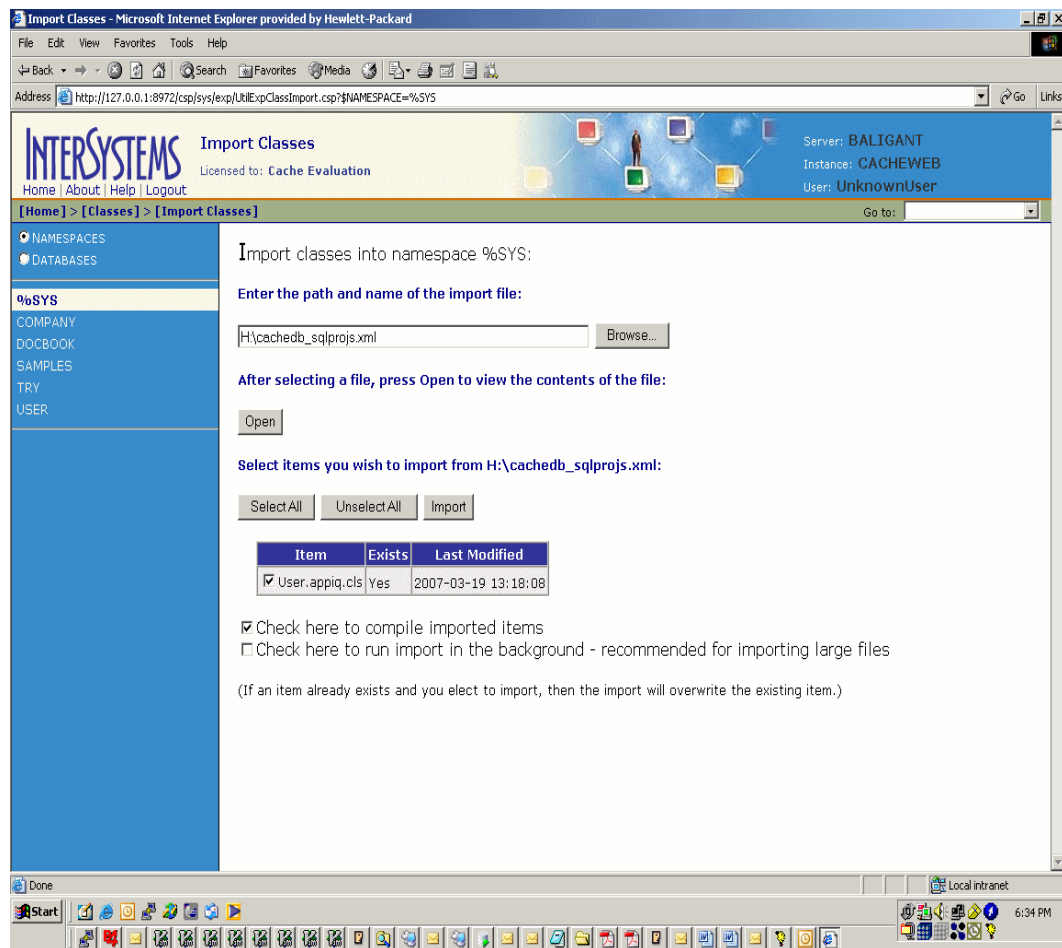 Import Classes - Microsoft Internet Explorer provided by Hewlett-Packard
File Edit View Favorites Tools Help
Back Search Favorites Media
Address http://127.0.0.1:8972/csp/sys/exp/UtilExpClassImport.csp?$NAMESPACE=%SYS Go Links
INTERSYSTEMS
Import Classes
Licensed to: Cache Evaluation
Home | About | Help | Logout
Server: BALIGANT
Instance: CACHEWEB
User: UnknownUser
[Home] > [Classes] > [Import Classes] Go to:
NAMESPACES
DATABASES
%SYS
COMPANY
DOCBOOK
SAMPLES
TRY
USER
Import classes into namespace %SYS:
Enter the path and name of the import file:
H:\cachedb_sqlprojs.xml Browse...
After selecting a file, press Open to view the contents of the file:
Open
Select items you wish to import from H:\cachedb_sqlprojs.xml:
Select All Unselect All Import
Item Exists Last Modified
User.appiq.cls Yes 2007-03-19 13:18:08
Check here to compile imported items
Check here to run import in the background - recommended for importing large files
(If an item already exists and you elect to import, then the import will overwrite the existing item.)
Done Local intranet
Start 6:34 PM